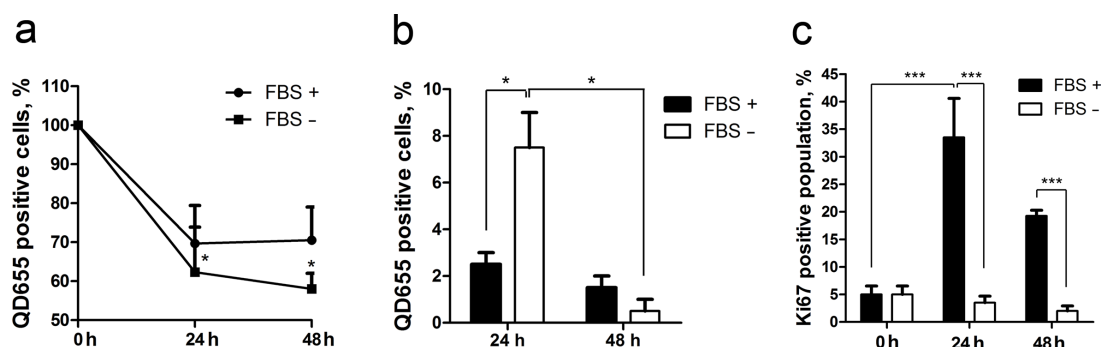 a
QD655 positive cells, %
110
100
90
80
70
60
50
0 h
24 h
48 h
FBS +
FBS –
*
*
b
QD655 positive cells, %
10
8
6
4
2
0
24 h
48 h
*
*
FBS +
FBS –
c
Ki67 positive population, %
45
40
35
30
25
20
15
10
5
0
0 h
24 h
48 h
***
***
***
FBS +
FBS –